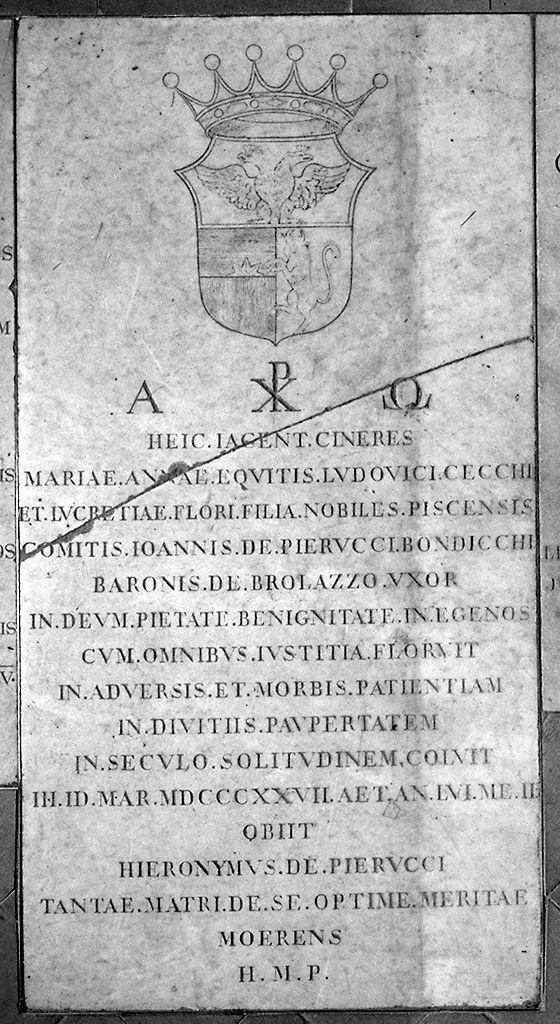 Α ☧ Ω
HEIC.IACENT.CINERES
MARIAE.ANNAE.EQVITIS.LVDOVICI.CECCHI
ET.LVCRETIAE.FLORI.FILIA.NOBILES.PISCENSIS
COMITIS.IOANNIS.DE.PIERVCCI.BONDICCHI
BARONIS.DE.BROLAZZO.VXOR
IN.DEVM.PIETATE.BENIGNITATE.IN.EGENOS
CVM.OMNIBVS.IVSTITIA.FLORVIT
IN.ADVERSIS.ET.MORBIS.PATIENTIAM
IN.DIVITIIS.PAVPERTATEM
IN.SECVLO.SOLITVDINEM.COLVIT
III.ID.MAR.MDCCCXXVII.AET.AN.LVI.ME.II
OBIIT
HIERONYMVS.DE.PIERVCCI
TANTAE.MATRI.DE.SE.OPTIME.MERITAE
MOERENS
H.M.P.